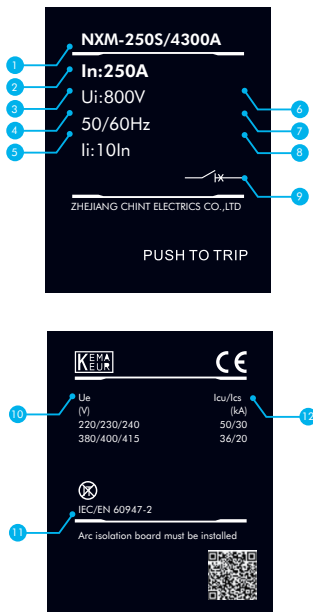 NXM-250S/4300A
1
In:250A
2
Ui:800V
3
6
50/60Hz
4
7
Ii:10In
5
8
9
ZHEJIANG CHINT ELECTRICS CO.,LTD
PUSH TO TRIP
KEMA
KEUR
CE
Ue Icu/Ics
10
12
(V) (kA)
220/230/240 50/30
380/400/415 36/20
IEC/EN 60947-2
11
Arc isolation board must be installed